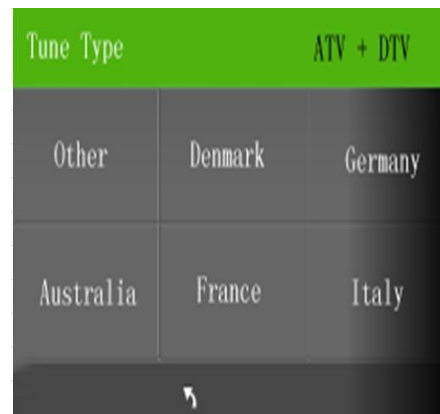 Tune Type ATV + DTV
Other Denmark Germany
Australia France Italy